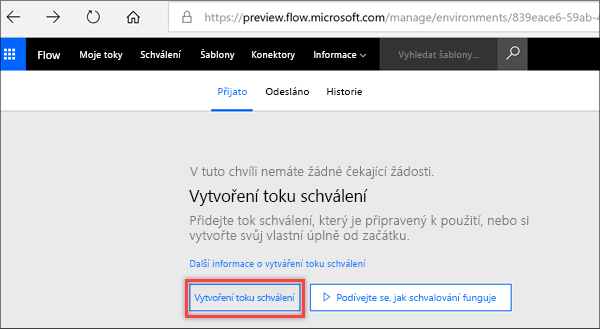 https://preview.flow.microsoft.com/manage/environments/839eace6-59ab-4
Flow Moje toky Schválení Šablony Konektory Informace Vyhledat šablony...
Přijato Odesláno Historie
V tuto chvíli nemáte žádné čekající žádosti.
Vytvoření toku schválení
Přidejte tok schválení, který je připravený k použití, nebo si
vytvořte svůj vlastní úplně od začátku.
Další informace o vytváření toku schválení
Vytvoření toku schválení Podívejte se, jak schvalování funguje